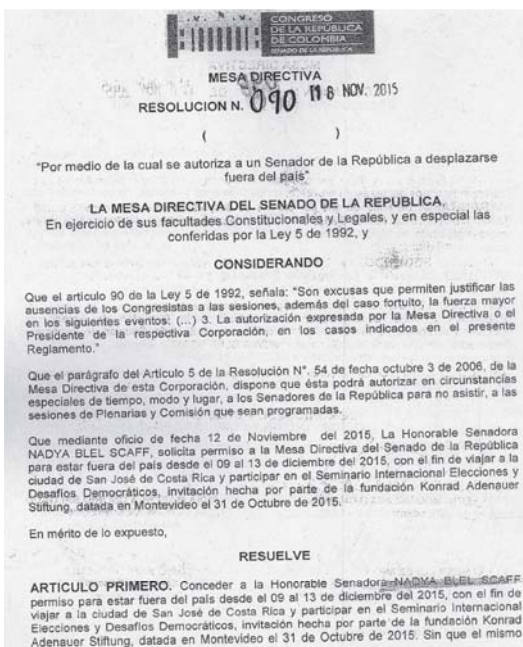 CONGRESO
DE LA REPÚBLICA
DE COLOMBIA
SENADO DE LA REPÚBLICA
MESA DIRECTIVA
RESOLUCION N. 090 18 NOV. 2015
( )
"Por medio de la cual se autoriza a un Senador de la República a desplazarse
fuera del país"
LA MESA DIRECTIVA DEL SENADO DE LA REPUBLICA,
En ejercicio de sus facultades Constitucionales y Legales, y en especial las
conferidas por la Ley 5 de 1992, y
CONSIDERANDO
Que el articulo 90 de la Ley 5 de 1992, señala: "Son excusas que permiten justificar las
ausencias de los Congresistas a las sesiones, además del caso fortuito, la fuerza mayor
en los siguientes eventos: (...) 3. La autorización expresada por la Mesa Directiva o el
Presidente de la respectiva Corporación, en los casos indicados en el presente
Reglamento."
Que el parágrafo del Articulo 5 de la Resolución N°. 54 de fecha octubre 3 de 2006, de la
Mesa Directiva de esta Corporación, dispone que ésta podrá autorizar en circunstancias
especiales de tiempo, modo y lugar, a los Senadores de la República para no asistir, a las
sesiones de Plenarias y Comisión que sean programadas.
Que mediante oficio de fecha 12 de Noviembre del 2015, La Honorable Senadora
NADYA BLEL SCAFF, solicita permiso a la Mesa Directiva del Senado de la República
para estar fuera del país desde el 09 al 13 de diciembre del 2015, con el fin de viajar a la
ciudad de San José de Costa Rica y participar en el Seminario Internacional Elecciones y
Desafíos Democráticos, invitación hecha por parte de la fundación Konrad Adenauer
Stiftung, datada en Montevideo el 31 de Octubre de 2015.
En mérito de lo expuesto,
RESUELVE
ARTICULO PRIMERO. Conceder a la Honorable Senadora NADYA BLEL SCAFF
permiso para estar fuera del país desde el 09 al 13 de diciembre del 2015, con el fin de
viajar a la ciudad de San José de Costa Rica y participar en el Seminario Internacional
Elecciones y Desafíos Democráticos, invitación hecha por parte de la fundación Konrad
Adenauer Stiftung, datada en Montevideo el 31 de Octubre de 2015. Sin que el mismo